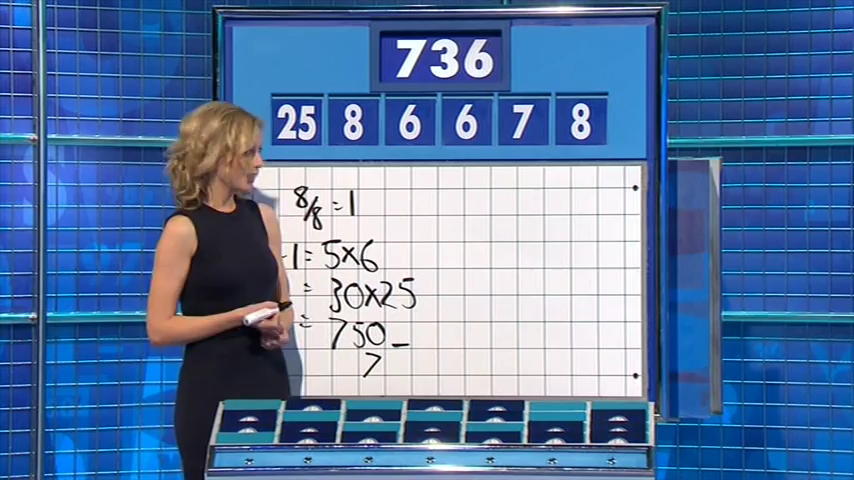 736
25 8 6 6 7 8
8/8 = 1
-1 = 5x6
= 30x25
= 750 -
7